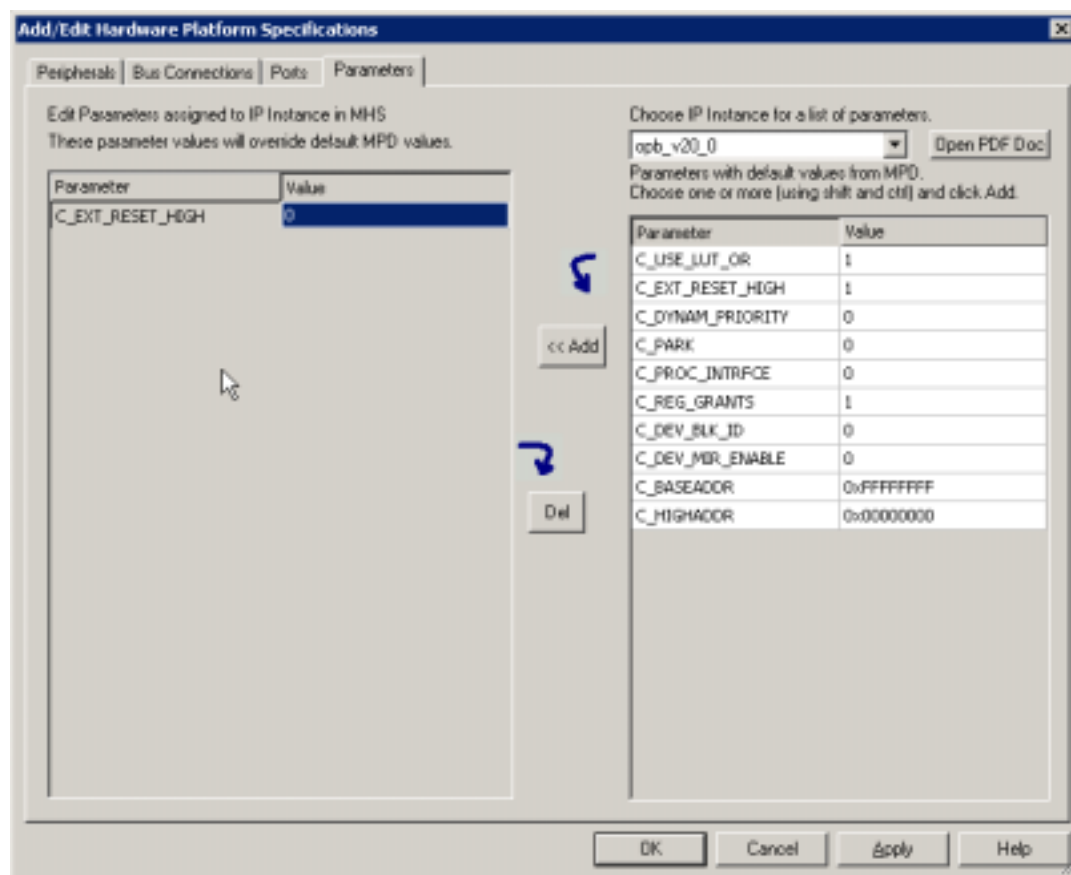 Add/Edit Hardware Platform Specifications
Peripherals Bus Connections Ports Parameters
Edit Parameters assigned to IP Instance in MHS
These parameter values will override default MPD values.
Parameter Value
C_EXT_RESET_HIGH 0
<< Add
Del
Choose IP Instance for a list of parameters.
opb_v20_0 Open PDF Doc
Parameters with default values from MPD.
Choose one or more (using shift and ctrl) and click Add.
Parameter Value
C_USE_LUT_OR 1
C_EXT_RESET_HIGH 1
C_DYNAM_PRIORITY 0
C_PARK 0
C_PROC_INTRFCE 0
C_REG_GRANTS 1
C_DEV_BLK_ID 0
C_DEV_MIR_ENABLE 0
C_BASEADDR 0xFFFFFFFF
C_HIGHADDR 0x00000000
OK Cancel Apply Help